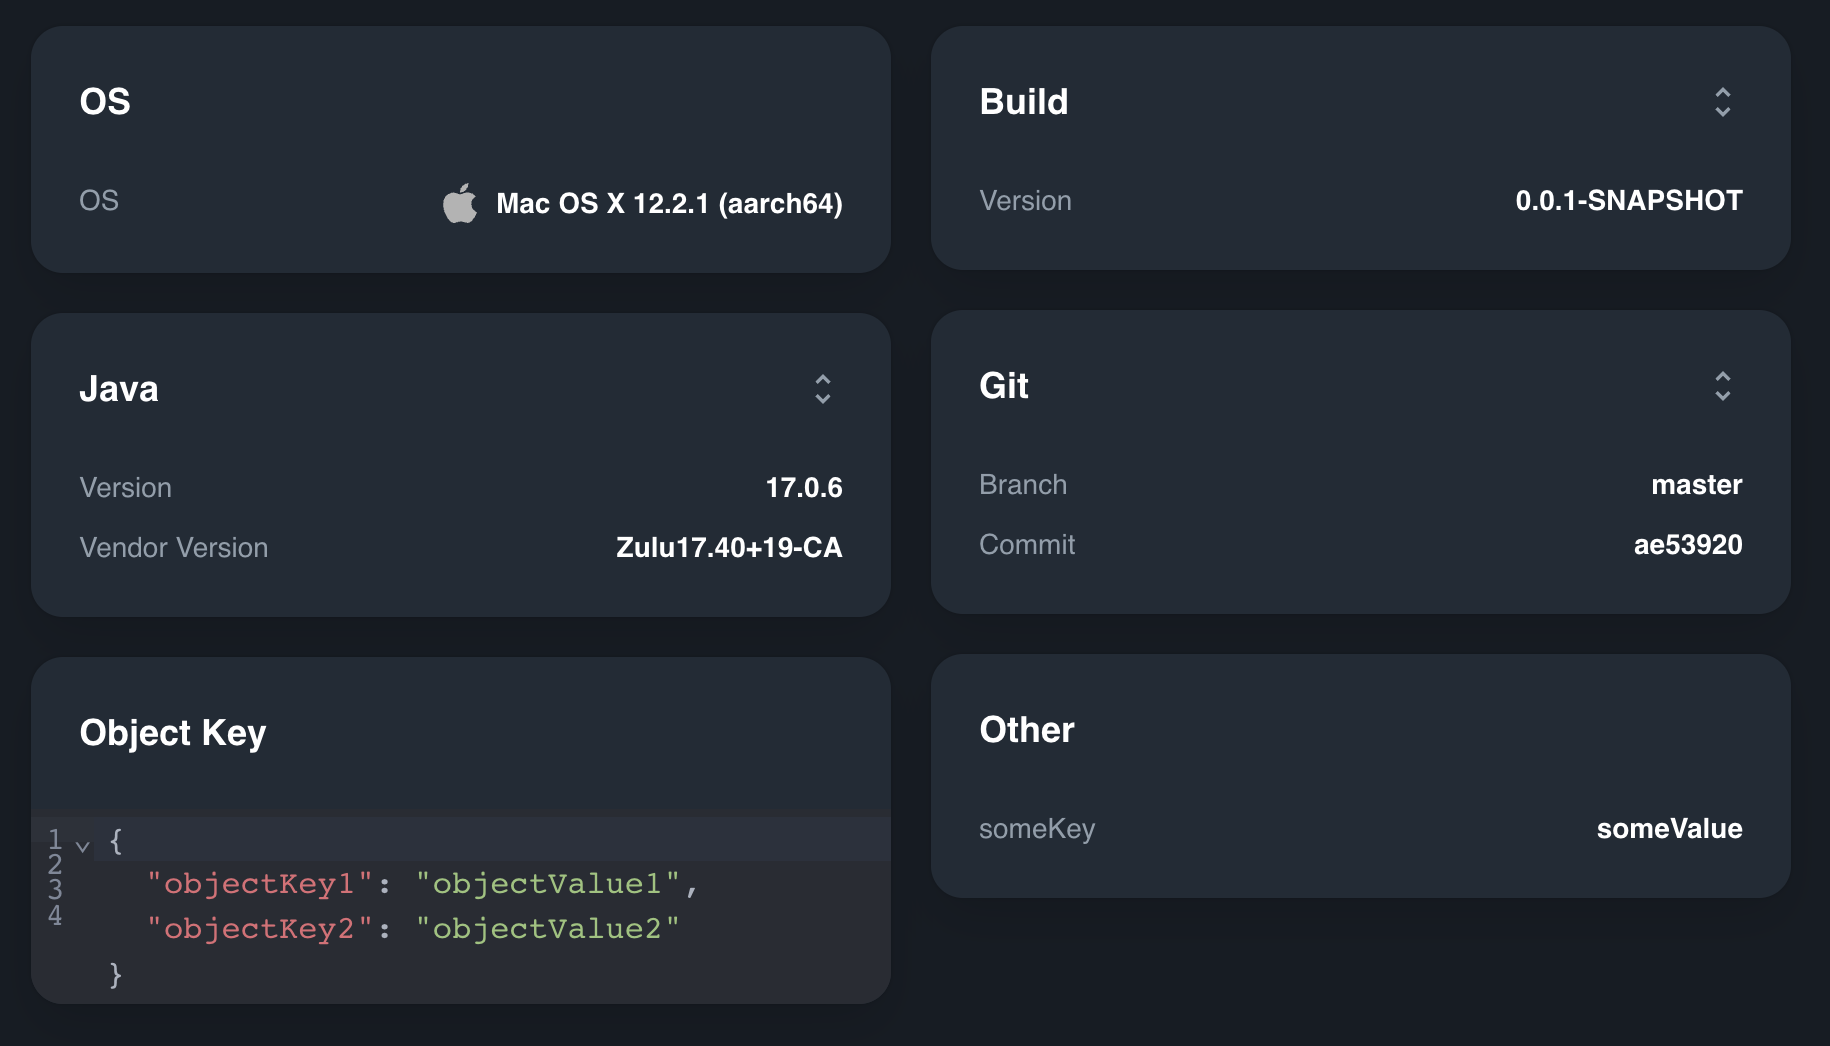 OS
OS Mac OS X 12.2.1 (aarch64)
Build
Version 0.0.1-SNAPSHOT
Java
Version 17.0.6
Vendor Version Zulu17.40+19-CA
Git
Branch master
Commit ae53920
Object Key
1 {
2 "objectKey1": "objectValue1",
3 "objectKey2": "objectValue2"
4 }
Other
someKey someValue